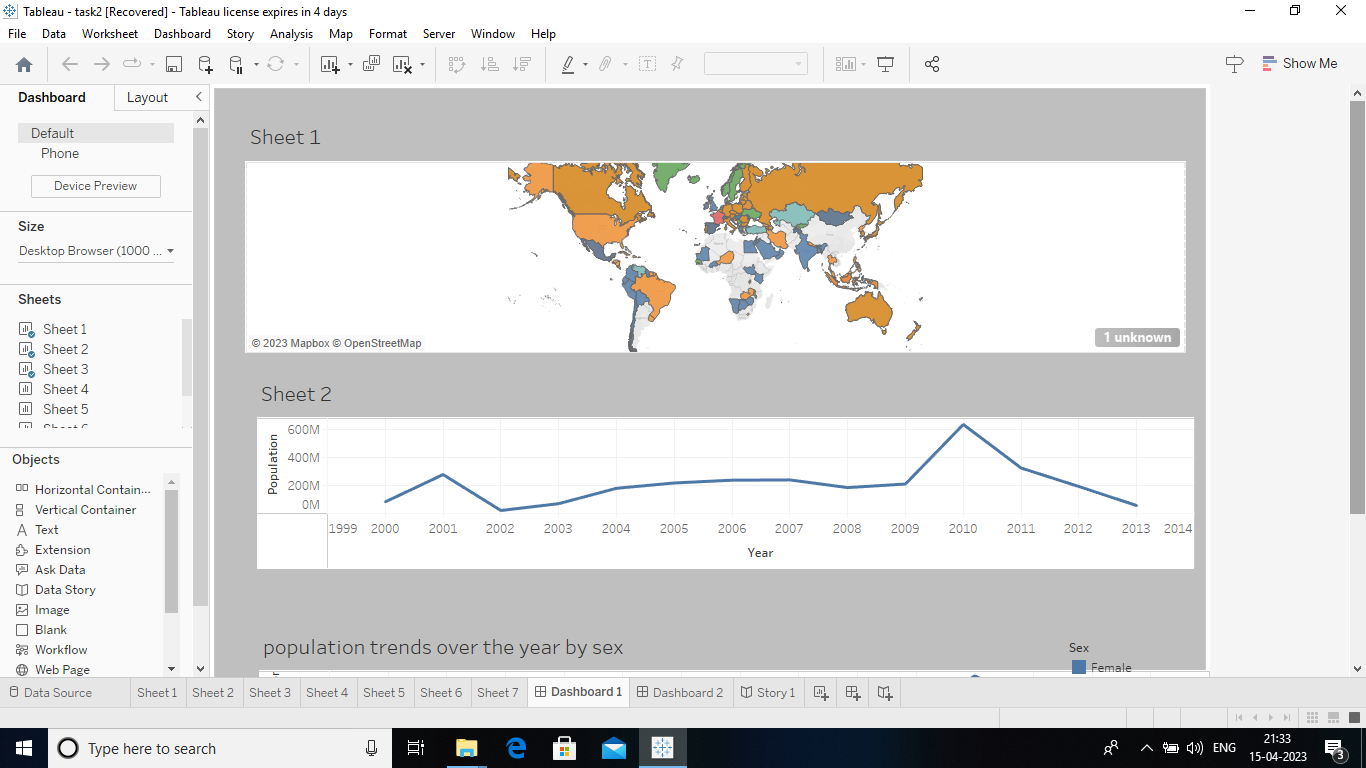 Tableau - task2 [Recovered] - Tableau license expires in 4 days
File Data Worksheet Dashboard Story Analysis Map Format Server Window Help
Show Me
Dashboard Layout
Default
Phone
Device Preview
Size
Desktop Browser (1000 ...
Sheets
Sheet 1
Sheet 2
Sheet 3
Sheet 4
Sheet 5
Objects
Horizontal Contain...
Vertical Container
Text
Extension
Ask Data
Data Story
Image
Blank
Workflow
Web Page
Sheet 1
© 2023 Mapbox © OpenStreetMap
1 unknown
Sheet 2
Population
600M
400M
200M
0M
1999 2000 2001 2002 2003 2004 2005 2006 2007 2008 2009 2010 2011 2012 2013 2014
Year
population trends over the year by sex
Sex
Female
Data Source Sheet 1 Sheet 2 Sheet 3 Sheet 4 Sheet 5 Sheet 6 Sheet 7 Dashboard 1 Dashboard 2 Story 1
Type here to search
ENG
21:33
15-04-2023
3